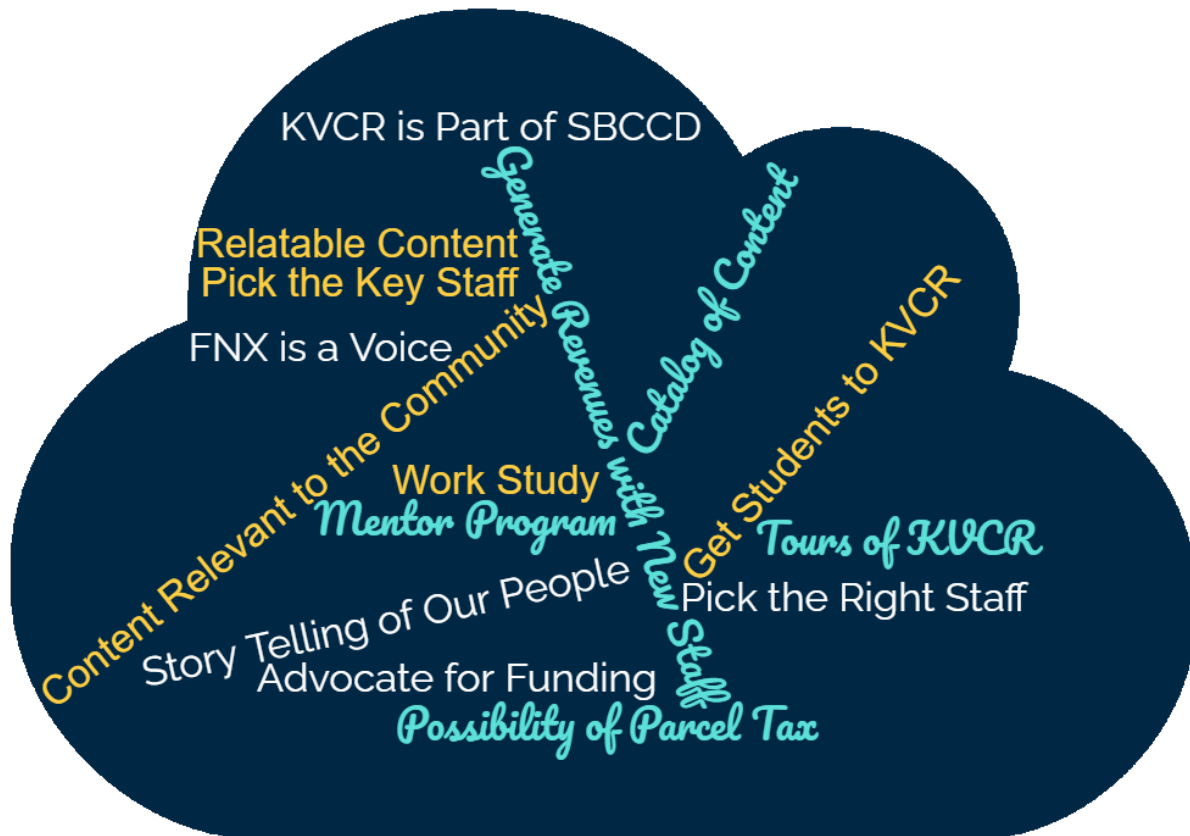 KVCR is Part of SBCCD
Generate Revenues with New Staff
Catalog of Content
Relatable Content
Pick the Key Staff
FNX is a Voice
Content Relevant to the Community
Get Students to KVCR
Work Study
Mentor Program
Tours of KVCR
Story Telling of Our People
Pick the Right Staff
Advocate for Funding
Possibility of Parcel Tax